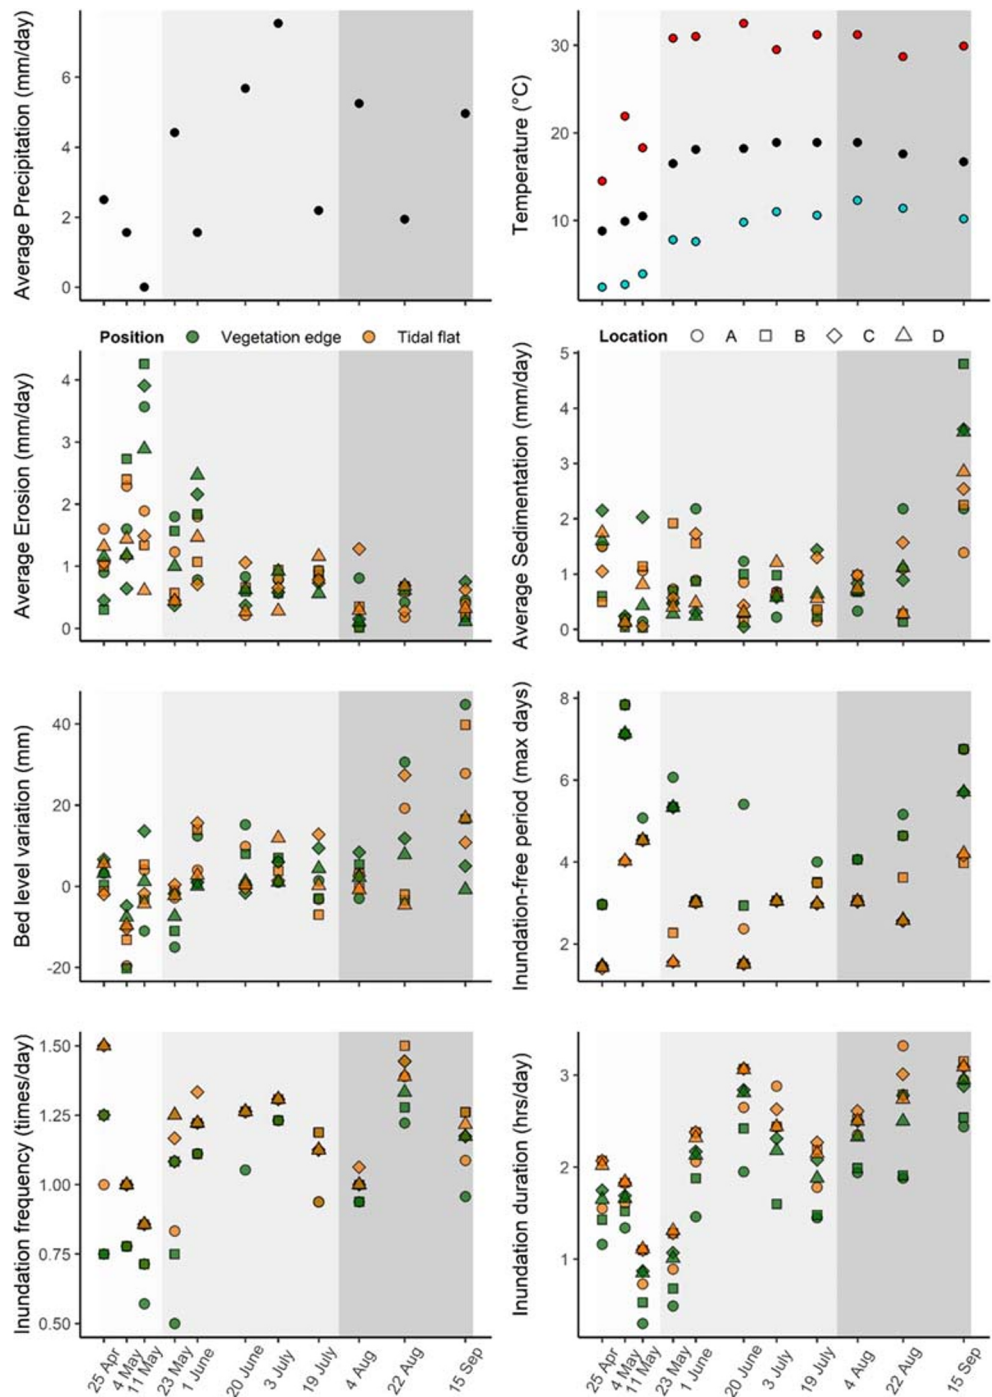 Average Precipitation (mm/day)
6
4
2
0
Temperature (°C)
30
20
10
Position Vegetation edge Tidal flat
Location A B C D
Average Erosion (mm/day)
4
3
2
1
0
Average Sedimentation (mm/day)
5
4
3
2
1
0
Bed level variation (mm)
40
20
0
-20
Inundation-free period (max days)
8
6
4
2
Inundation frequency (times/day)
1.50
1.25
1.00
0.75
0.50
Inundation duration (hrs/day)
3
2
1
25 Apr
4 May
11 May
23 May
1 June
20 June
3 July
19 July
4 Aug
22 Aug
15 Sep
25 Apr
4 May
11 May
23 May
1 June
20 June
3 July
19 July
4 Aug
22 Aug
15 Sep